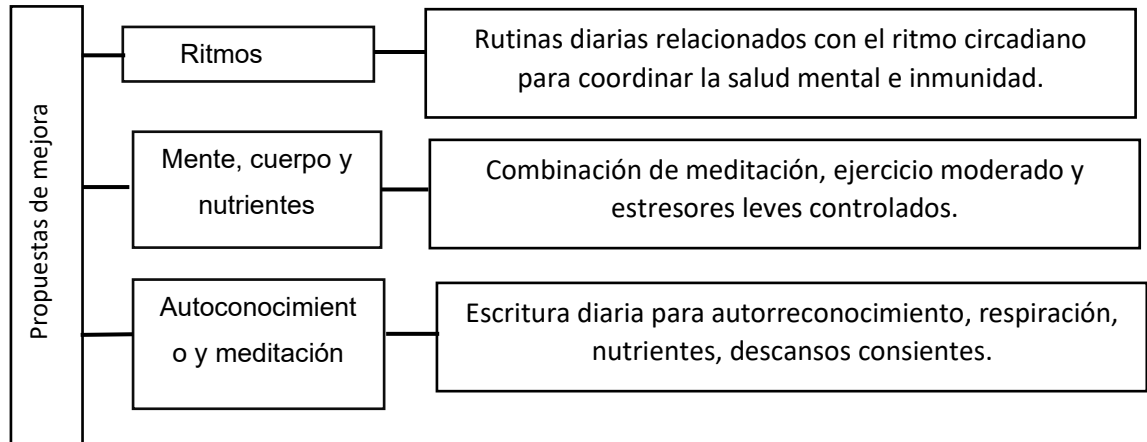 Propuestas de mejora
Ritmos
Rutinas diarias relacionados con el ritmo circadiano
para coordinar la salud mental e inmunidad.
Mente, cuerpo y
nutrientes
Combinación de meditación, ejercicio moderado y
estresores leves controlados.
Autoconocimient
o y meditación
Escritura diaria para autorreconocimiento, respiración,
nutrientes, descansos consientes.